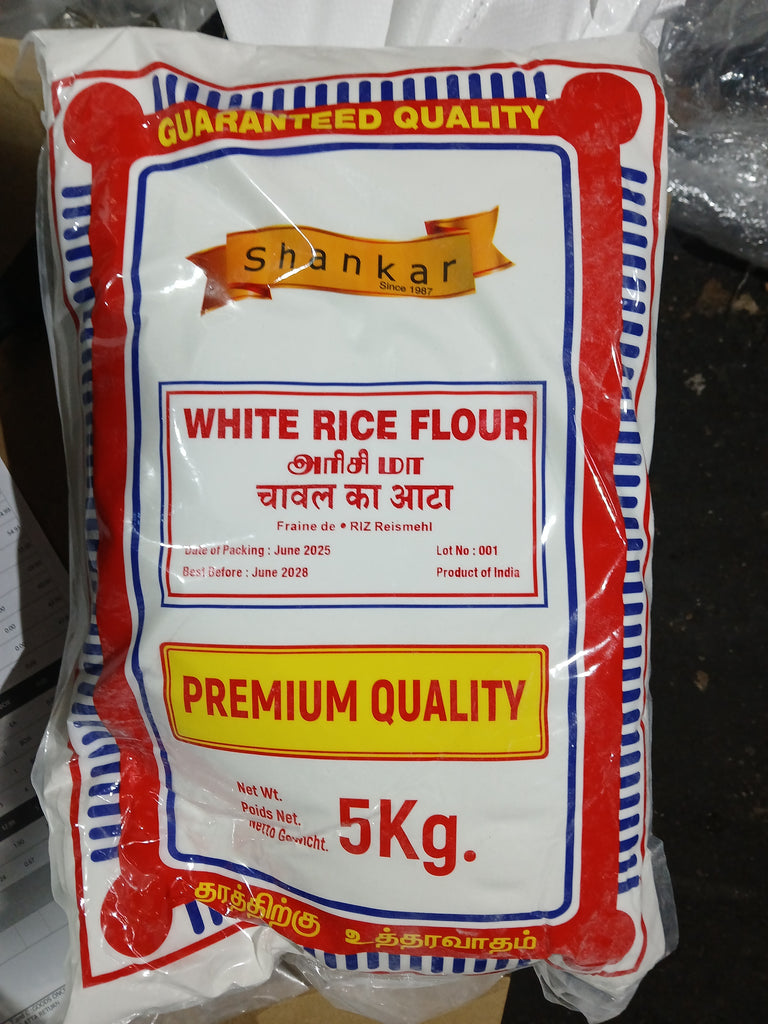 GUARANTEED QUALITY
Shankar
Since 1987
WHITE RICE FLOUR
அரிசி மா
चावल का आटा
Fraine de • RIZ Reismehl
Date of Packing : June 2025
Lot No : 001
Best Before : June 2028
Product of India
PREMIUM QUALITY
Net Wt.
Poids Net.
Netto Gewicht.
5Kg.
தரத்திற்கு உத்தரவாதம்